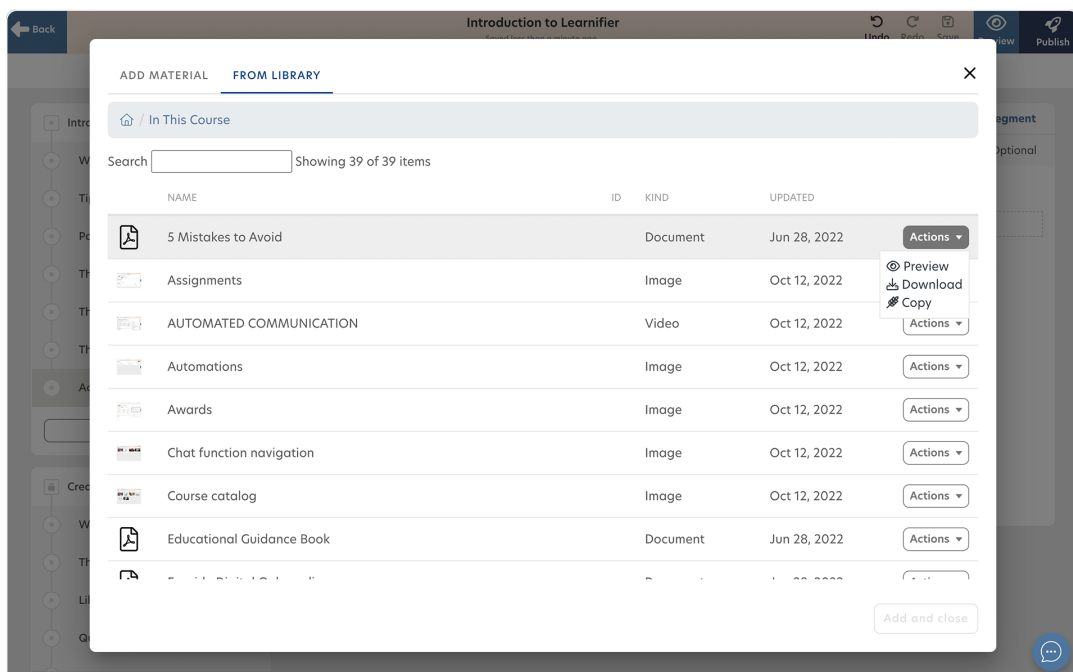 Back
Introduction to Learnifier
Undo
Publish
ADD MATERIAL FROM LIBRARY
/ In This Course
Search Showing 39 of 39 items
NAME ID KIND UPDATED
5 Mistakes to Avoid Document Jun 28, 2022 Actions
Preview
Download
Copy
Assignments Image Oct 12, 2022
AUTOMATED COMMUNICATION Video Oct 12, 2022 Actions
Automations Image Oct 12, 2022 Actions
Awards Image Oct 12, 2022 Actions
Chat function navigation Image Oct 12, 2022 Actions
Course catalog Image Oct 12, 2022 Actions
Educational Guidance Book Document Jun 28, 2022 Actions
Add and close